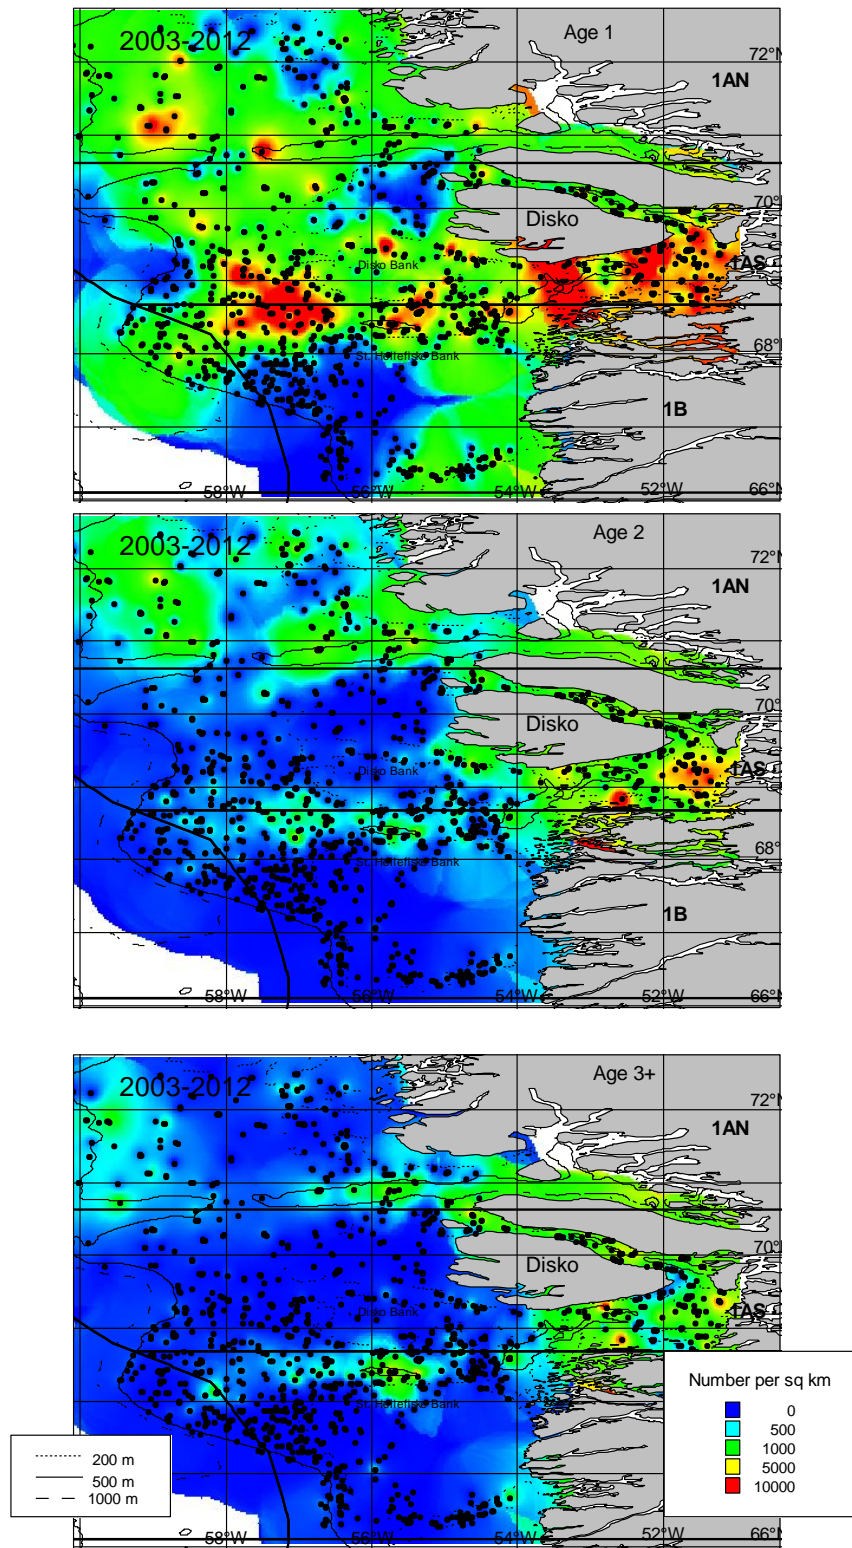 2003-2012
Age 1
72°N
1AN
70°
Disko
Disko Bank
1AS
68°N
St. Hellefiske Bank
1B
58°W
56°W
54°W
52°W
66°N
2003-2012
Age 2
72°N
1AN
70°
Disko
Disko Bank
1AS
68°
St. Hellefiske Bank
1B
58°W
56°W
54°W
52°W
66°N
2003-2012
Age 3+
72°N
1AN
70°
Disko
Disko Bank
1AS
St. Hellefiske Bank
58°W
56°W
54°W
52°W
66°N
Number per sq km
0
500
1000
5000
10000
200 m
500 m
1000 m